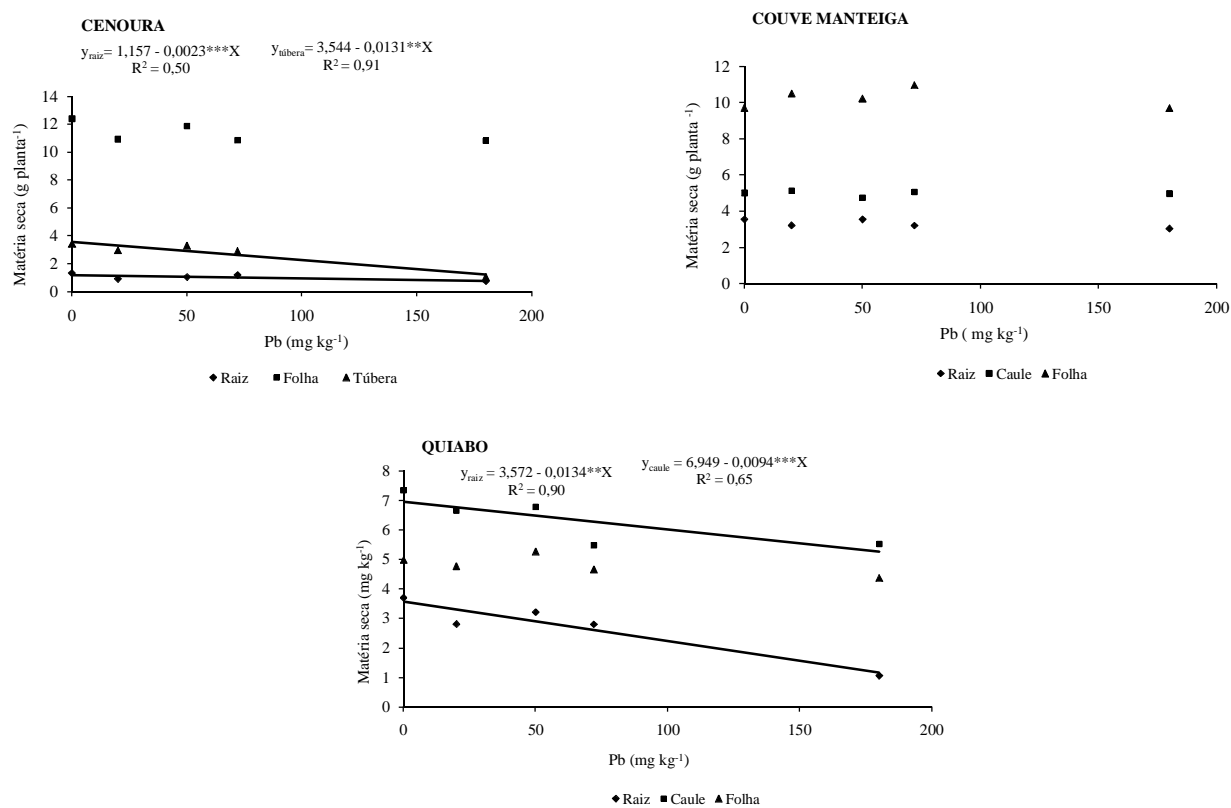 CENOURA
y_raiz= 1,157 - 0,0023***X
R² = 0,50
y_túbera= 3,544 - 0,0131**X
R² = 0,91
Matéria seca (g planta⁻¹)
14
12
10
8
6
4
2
0
0 50 100 150 200
Pb (mg kg⁻¹)
Raiz Folha Túbera
COUVE MANTEIGA
Matéria seca (g planta ⁻¹)
12
10
8
6
4
2
0
0 50 100 150 200
Pb ( mg kg⁻¹)
Raiz Caule Folha
QUIABO
y_raiz = 3,572 - 0,0134**X
R² = 0,90
y_caule = 6,949 - 0,0094***X
R² = 0,65
Matéria seca (mg kg⁻¹)
8
7
6
5
4
3
2
1
0
0 50 100 150 200
Pb (mg kg⁻¹)
Raiz Caule Folha